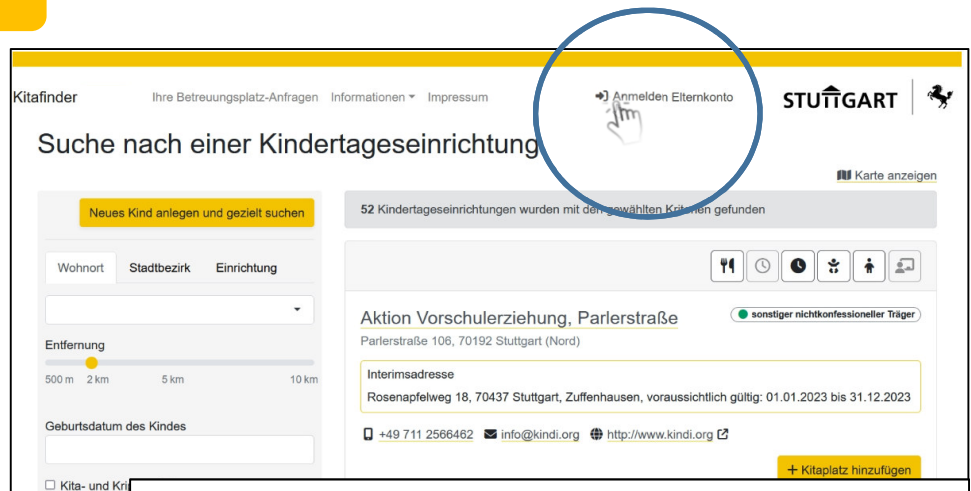 Kitafinder Ihre Betreuungsplatz-Anfragen Informationen Impressum Anmelden Elternkonto STUTTGART
Suche nach einer Kindertageseinrichtung
Karte anzeigen
Neues Kind anlegen und gezielt suchen
52 Kindertageseinrichtungen wurden mit den gewählten Kriterien gefunden
Wohnort Stadtbezirk Einrichtung
Entfernung
500 m 2 km 5 km 10 km
Geburtsdatum des Kindes
Kita- und
Aktion Vorschulerziehung, Parlerstraße
sonstiger nichtkonfessioneller Träger
Parlerstraße 106, 70192 Stuttgart (Nord)
Interimsadresse
Rosenapfelweg 18, 70437 Stuttgart, Zuffenhausen, voraussichtlich gültig: 01.01.2023 bis 31.12.2023
+49 711 2566462 info@kindi.org http://www.kindi.org
+ Kitaplatz hinzufügen